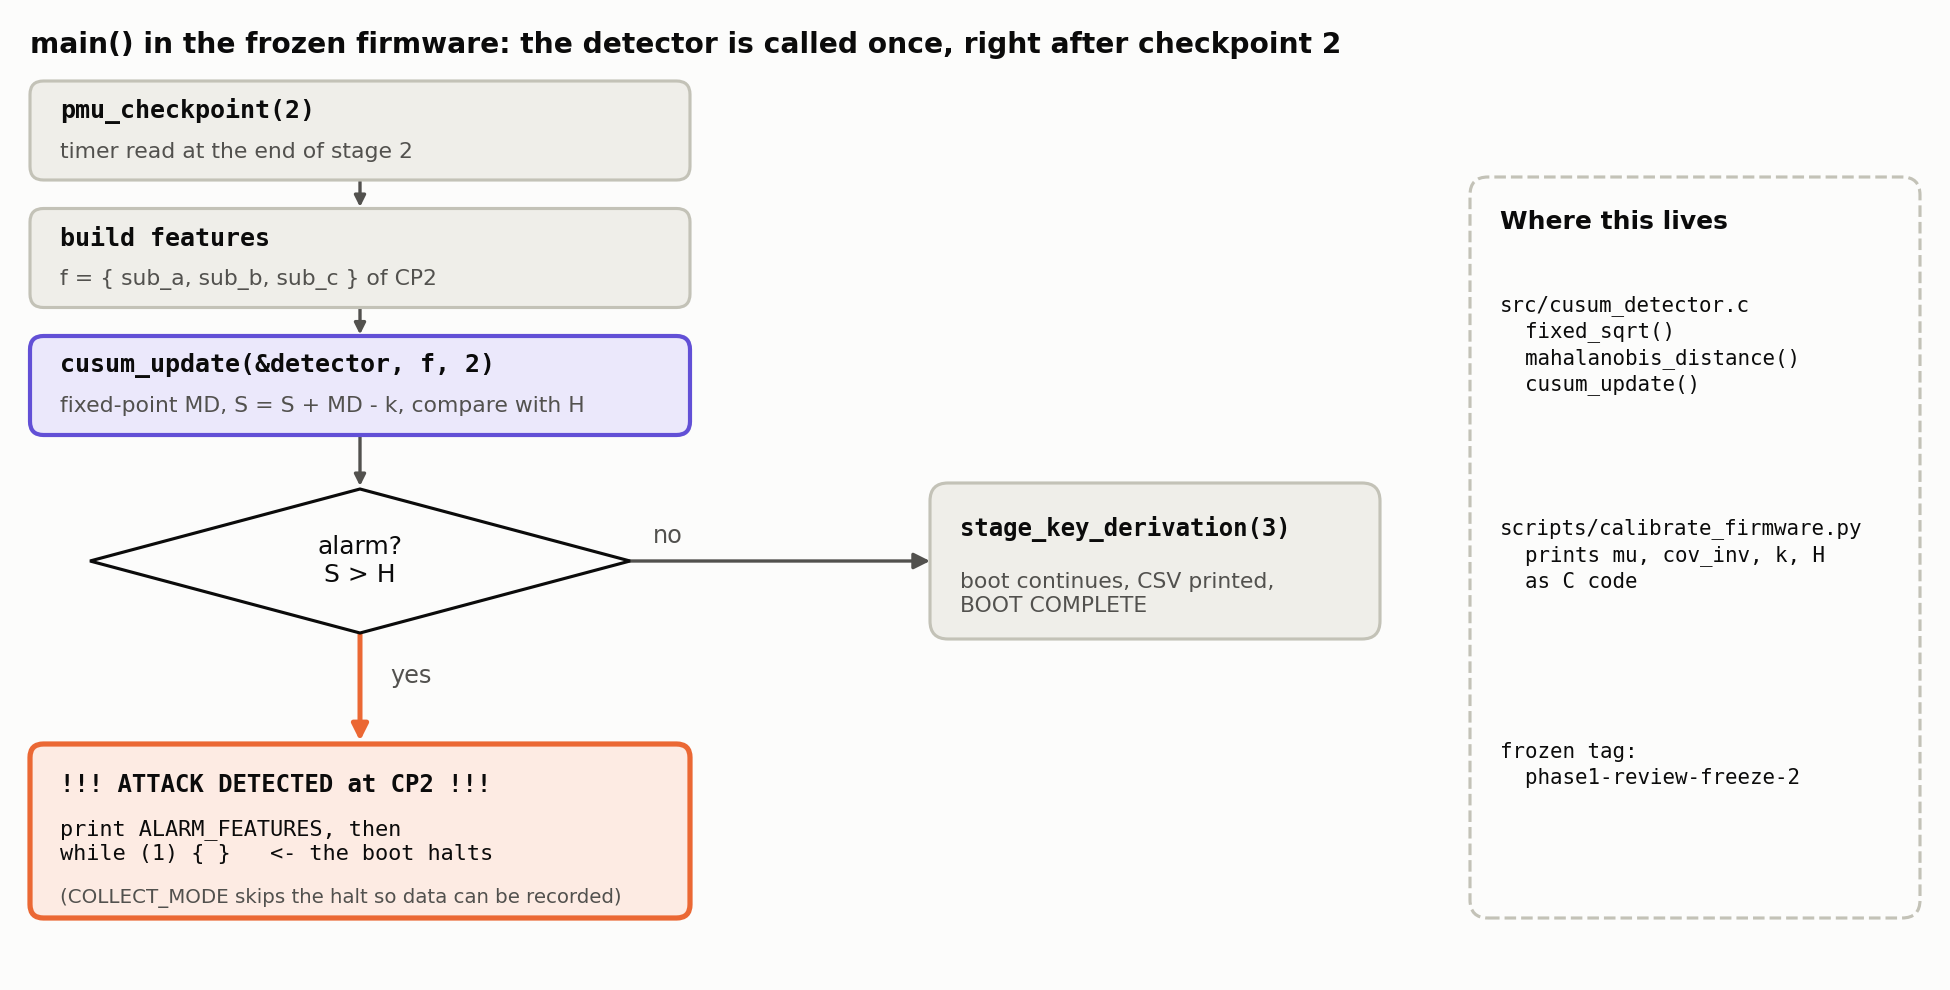 main() in the frozen firmware: the detector is called once, right after checkpoint 2
pmu_checkpoint(2)
timer read at the end of stage 2
build features
f = { sub_a, sub_b, sub_c } of CP2
cusum_update(&detector, f, 2)
fixed-point MD, S = S + MD - k, compare with H
alarm?
S > H
no
stage_key_derivation(3)
boot continues, CSV printed,
BOOT COMPLETE
yes
!!! ATTACK DETECTED at CP2 !!!
print ALARM_FEATURES, then
while (1) { }   <- the boot halts
(COLLECT_MODE skips the halt so data can be recorded)
Where this lives
src/cusum_detector.c
  fixed_sqrt()
  mahalanobis_distance()
  cusum_update()
scripts/calibrate_firmware.py
  prints mu, cov_inv, k, H
  as C code
frozen tag:
  phase1-review-freeze-2